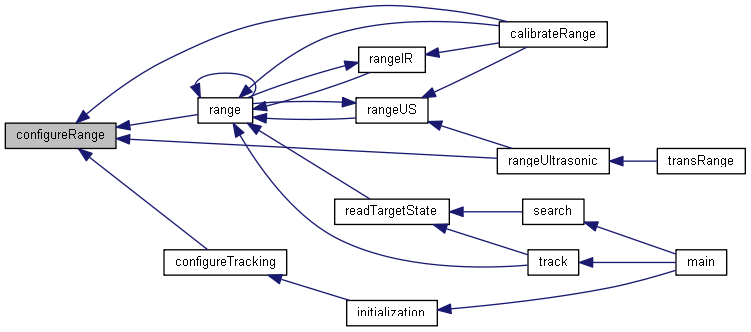 calibrateRange
rangeIR
range
rangeUS
configureRange
rangeUltrasonic
transRange
readTargetState
search
configureTracking
track
main
initialization